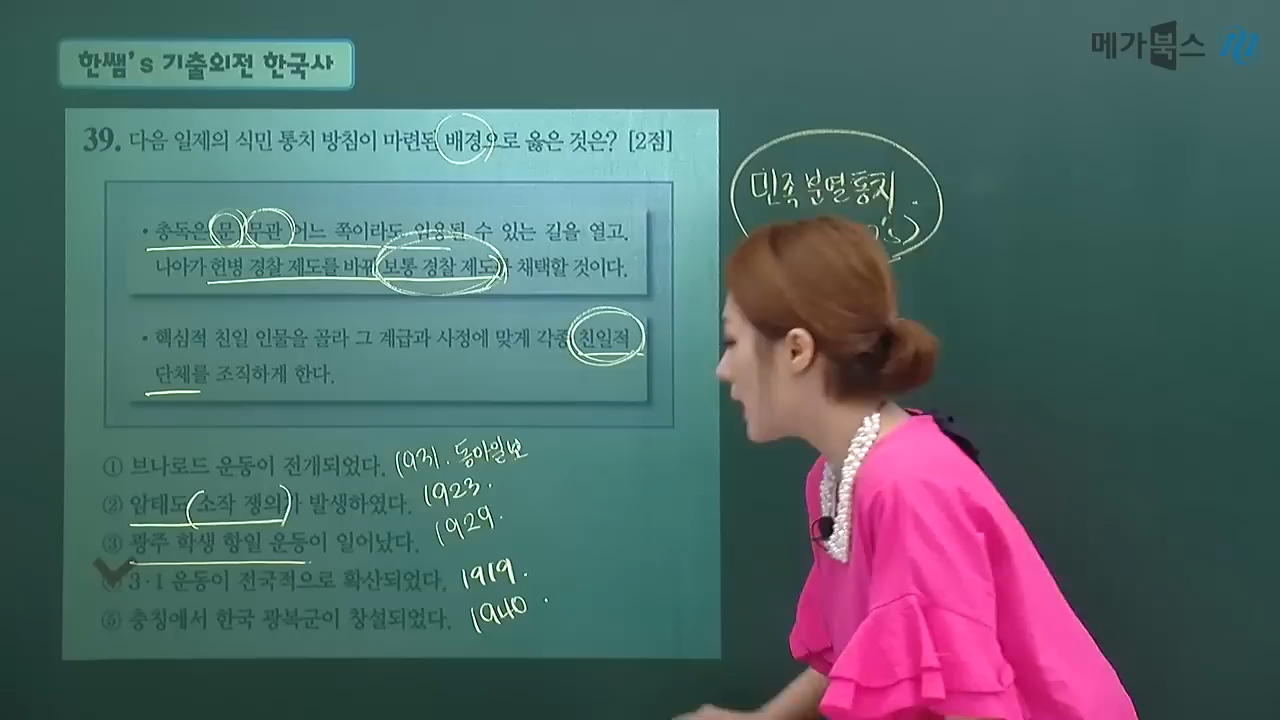 한쌤's 기출외전 한국사
메가북스
39. 다음 일제의 식민 통치 방침이 마련된 배경으로 옳은 것은? [2점]
민족 분열 통치
• 총독은 문무관 어느 쪽이라도 임용될 수 있는 길을 열고,
나아가 헌병 경찰 제도를 바꿔 보통 경찰 제도를 채택할 것이다.
• 핵심적 친일 인물을 골라 그 계급과 사정에 맞게 각종 친일적
단체를 조직하게 한다.
① 브나로드 운동이 전개되었다. 1931. 동아일보
② 암태도 소작 쟁의가 발생하였다. 1923.
③ 광주 학생 항일 운동이 일어났다. 1929.
④ 3·1 운동이 전국적으로 확산되었다. 1919.
⑤ 충칭에서 한국 광복군이 창설되었다. 1940.